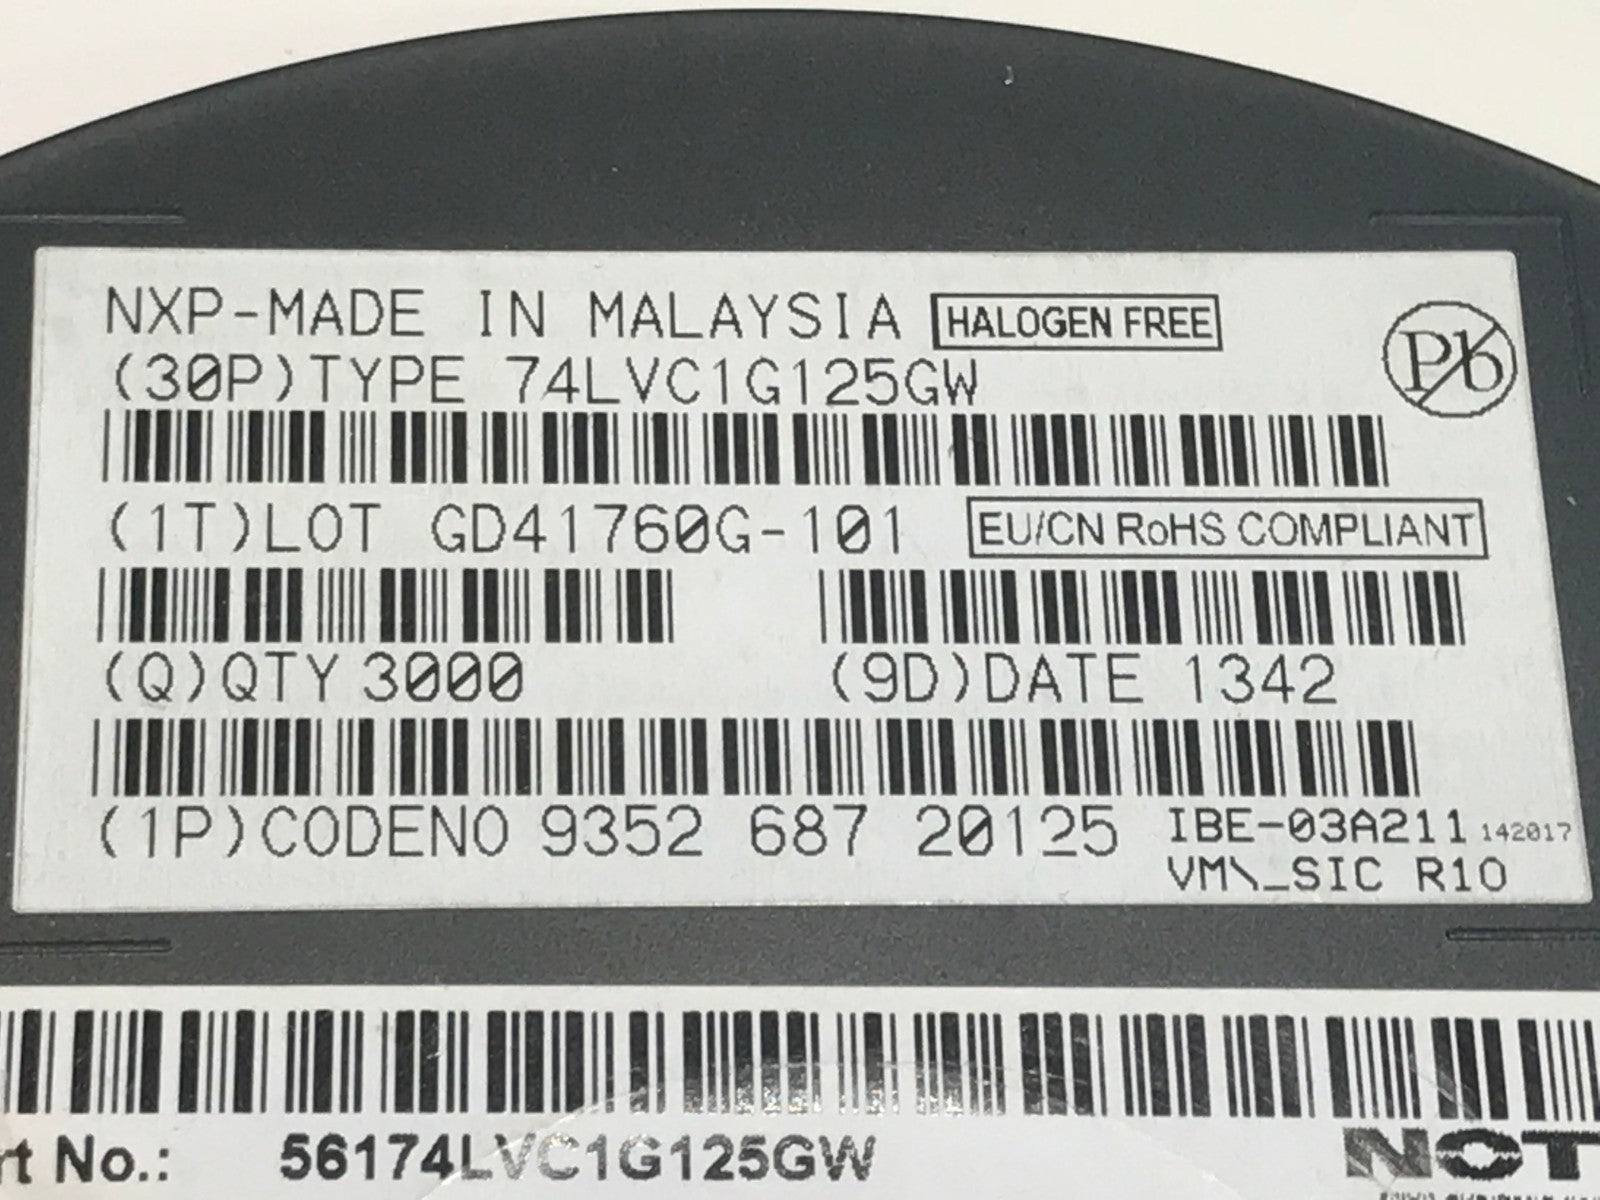 NXP-MADE IN MALAYSIA HALOGEN FREE
Pb
(30P)TYPE 74LVC1G125GW
(1T)LOT GD41760G-101 EU/CN RoHS COMPLIANT
(Q)QTY 3000 (9D)DATE 1342
(1P)CODENO 9352 687 20125 IBE-03A211 142017
VM\_SIC R10
rt No.: 56174LVC1G125GW